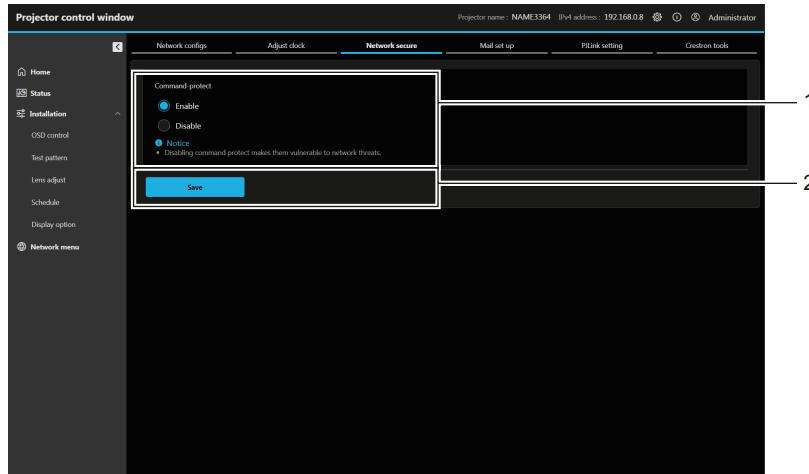 Projector control window
Projector name : NAME3364 IPv4 address : 192.168.0.8 Administrator
Network configs Adjust clock Network secure Mail set up PJLink setting Crestron tools
Home
Status
Installation
OSD control
Test pattern
Lens adjust
Schedule
Display option
Network menu
Command-protect
Enable
Disable
Notice
• Disabling command protect makes them vulnerable to network threats.
Save
1
2